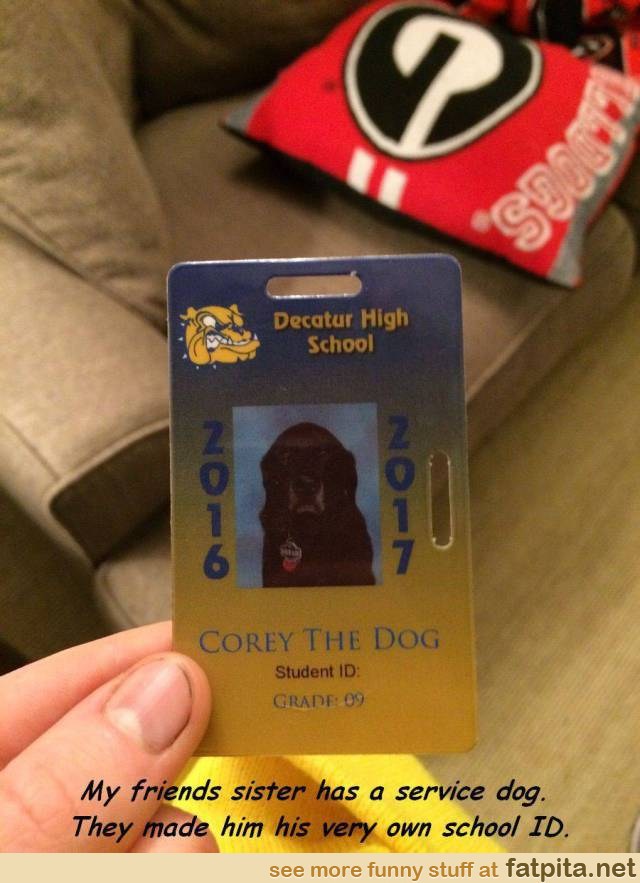 BULLDOGS
Decatur High
School
2016
2017
COREY THE DOG
Student ID:
GRADE: 09
My friends sister has a service dog.
They made him his very own school ID.
see more funny stuff at fatpita.net